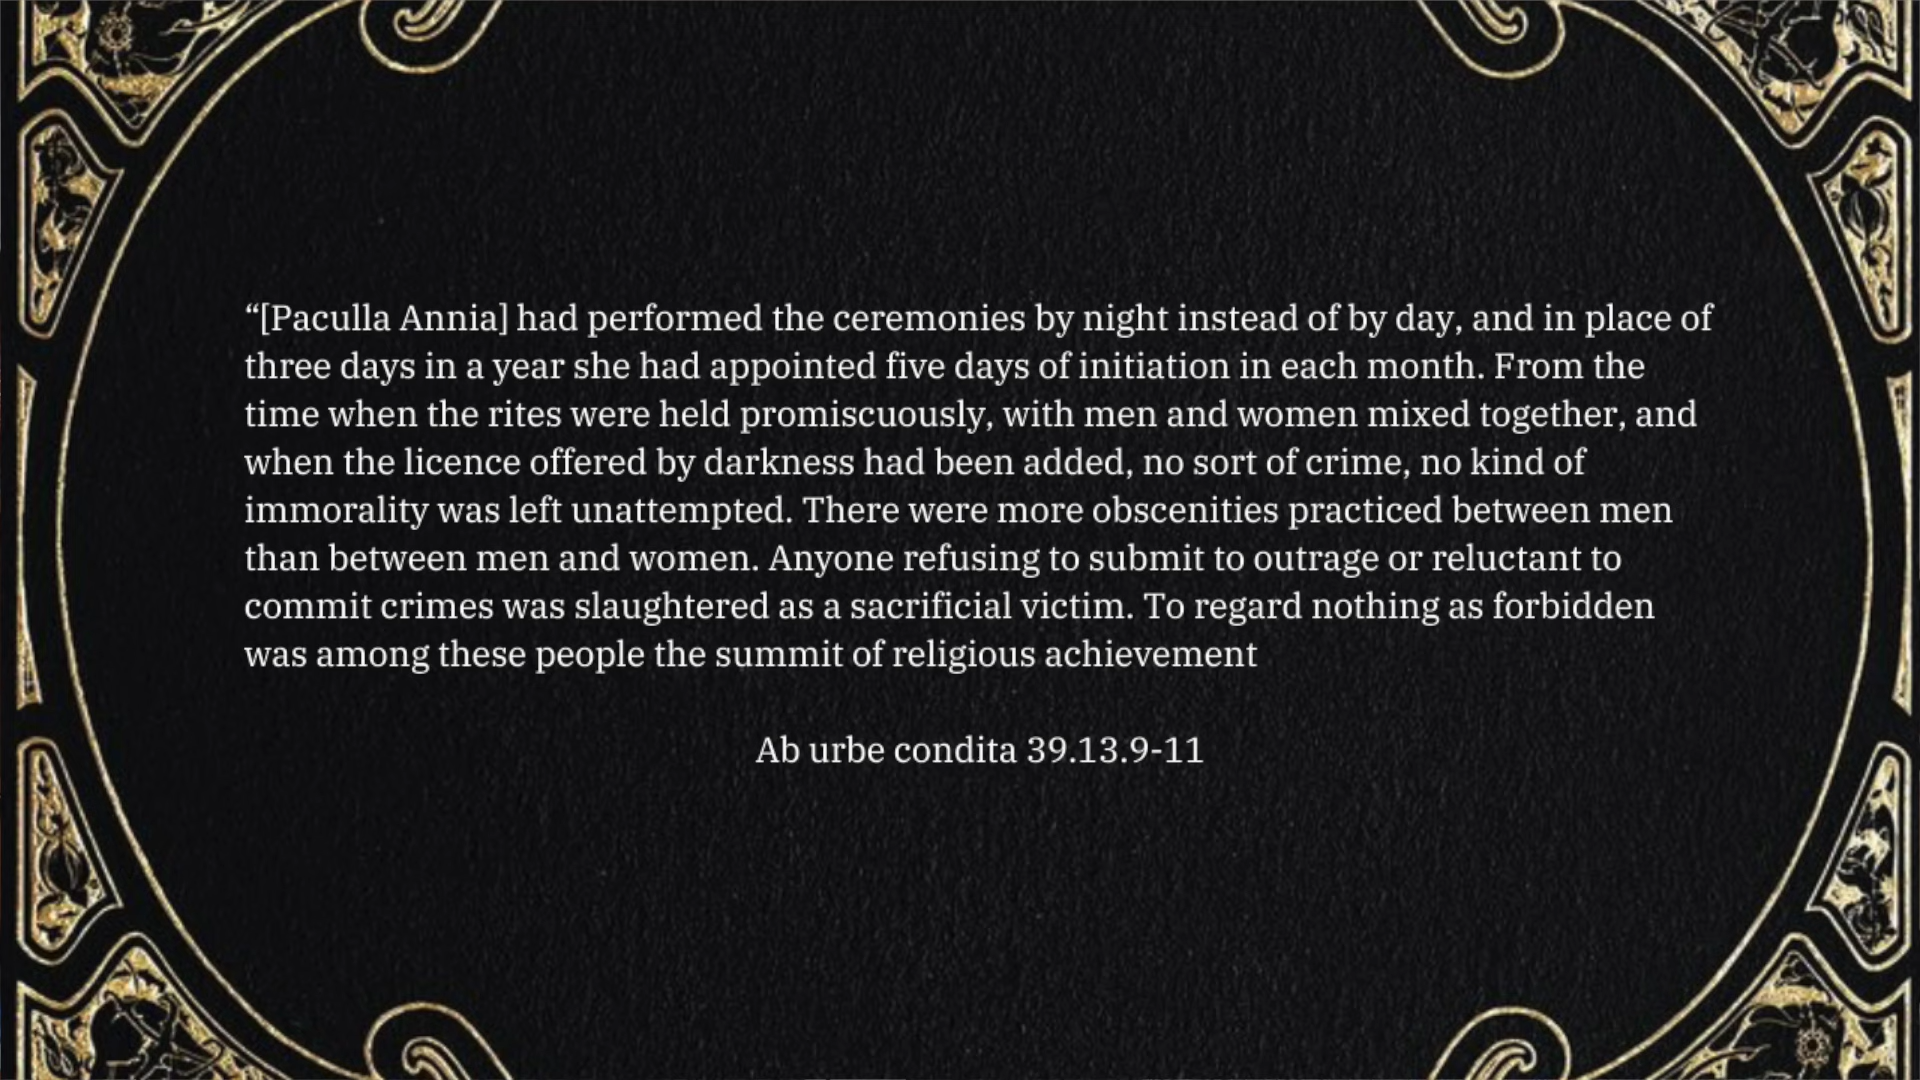 “[Paculla Annia] had performed the ceremonies by night instead of by day, and in place of
three days in a year she had appointed five days of initiation in each month. From the
time when the rites were held promiscuously, with men and women mixed together, and
when the licence offered by darkness had been added, no sort of crime, no kind of
immorality was left unattempted. There were more obscenities practiced between men
than between men and women. Anyone refusing to submit to outrage or reluctant to
commit crimes was slaughtered as a sacrificial victim. To regard nothing as forbidden
was among these people the summit of religious achievement
Ab urbe condita 39.13.9-11